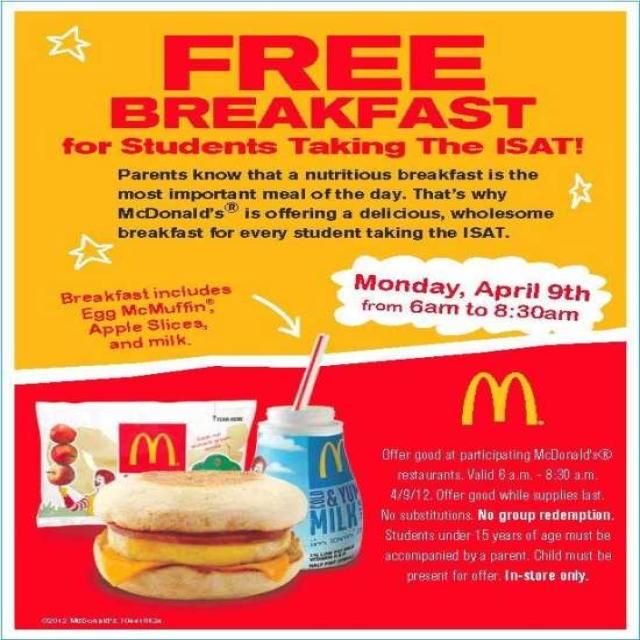 FREE
BREAKFAST
for Students Taking The ISAT!
Parents know that a nutritious breakfast is the
most important meal of the day. That's why
McDonald's® is offering a delicious, wholesome
breakfast for every student taking the ISAT.
Breakfast includes
Egg McMuffin®,
Apple Slices,
and milk.
Monday, April 9th
from 6am to 8:30am
Offer good at participating McDonald's®
restaurants. Valid 6 a.m. - 8:30 a.m.
4/9/12. Offer good while supplies last.
No substitutions. No group redemption.
Students under 15 years of age must be
accompanied by a parent. Child must be
present for offer. In-store only.
COLD
& YUM
MILK
©2012 McDonald's.